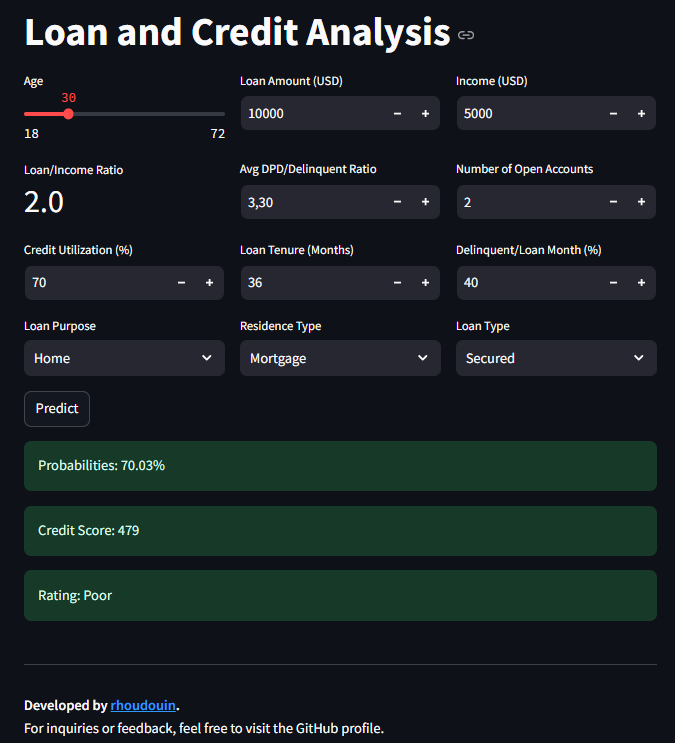 Loan and Credit Analysis
Age
Loan Amount (USD)
Income (USD)
30
10000
5000
18
72
Loan/Income Ratio
Avg DPD/Delinquent Ratio
Number of Open Accounts
2.0
3,30
2
Credit Utilization (%)
Loan Tenure (Months)
Delinquent/Loan Month (%)
70
36
40
Loan Purpose
Residence Type
Loan Type
Home
Mortgage
Secured
Predict
Probabilities: 70.03%
Credit Score: 479
Rating: Poor
Developed by rhoudouin.
For inquiries or feedback, feel free to visit the GitHub profile.